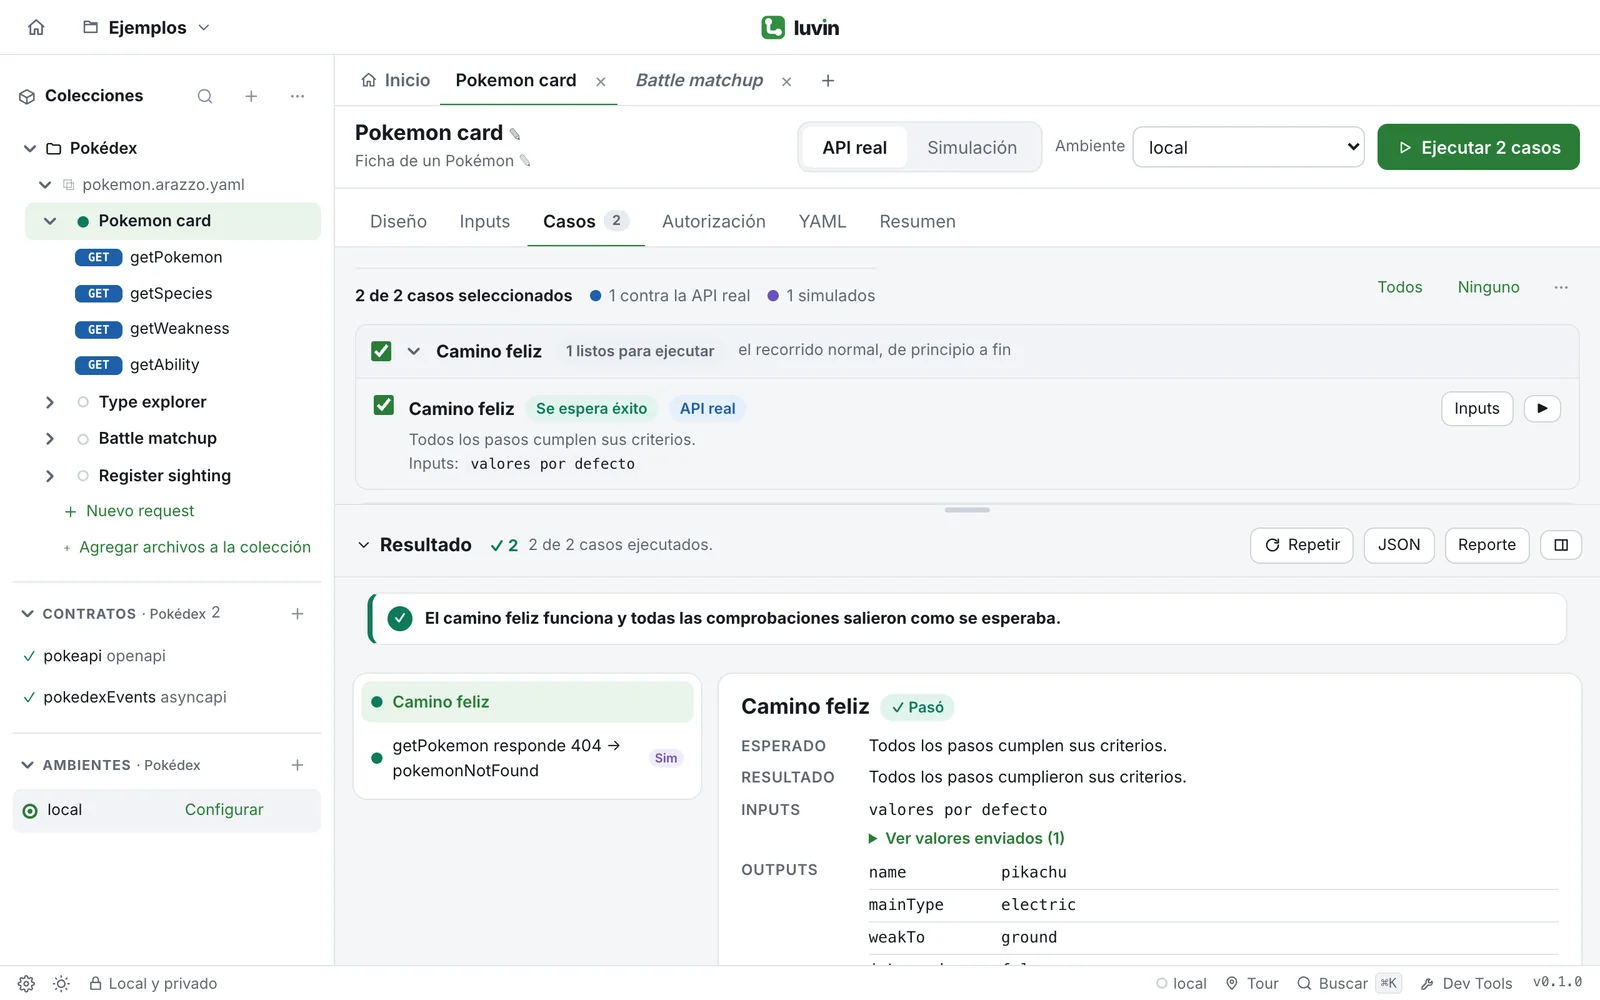 Ejemplos
luvin
Colecciones
Pokédex
pokemon.arazzo.yaml
Pokemon card
GET getPokemon
GET getSpecies
GET getWeakness
GET getAbility
Type explorer
Battle matchup
Register sighting
+ Nuevo request
+ Agregar archivos a la colección
CONTRATOS · Pokédex 2
pokeapi openapi
pokedexEvents asyncapi
AMBIENTES · Pokédex
local Configurar
Inicio Pokemon card × Battle matchup × +
Pokemon card
Ficha de un Pokémon
API real Simulación Ambiente local Ejecutar 2 casos
Diseño Inputs Casos 2 Autorización YAML Resumen
2 de 2 casos seleccionados 1 contra la API real 1 simulados Todos Ninguno ···
Camino feliz 1 listos para ejecutar el recorrido normal, de principio a fin
Camino feliz Se espera éxito API real Inputs
Todos los pasos cumplen sus criterios.
Inputs: valores por defecto
Resultado ✓ 2 2 de 2 casos ejecutados. Repetir JSON Reporte
El camino feliz funciona y todas las comprobaciones salieron como se esperaba.
Camino feliz
getPokemon responde 404 →
pokemonNotFound
Sim
Camino feliz ✓ Pasó
ESPERADO Todos los pasos cumplen sus criterios.
RESULTADO Todos los pasos cumplieron sus criterios.
INPUTS valores por defecto
Ver valores enviados (1)
OUTPUTS name pikachu
mainType electric
weakTo ground
Local y privado
local Tour Buscar ⌘K Dev Tools v0.1.0